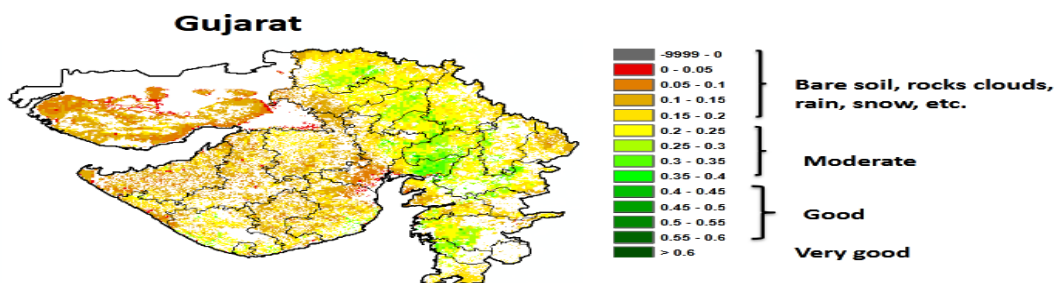 Gujarat
-9999 - 0
0 - 0.05
0.05 - 0.1
0.1 - 0.15
0.15 - 0.2
0.2 - 0.25
0.25 - 0.3
0.3 - 0.35
0.35 - 0.4
0.4 - 0.45
0.45 - 0.5
0.5 - 0.55
0.55 - 0.6
> 0.6
Bare soil, rocks clouds,
rain, snow, etc.
Moderate
Good
Very good